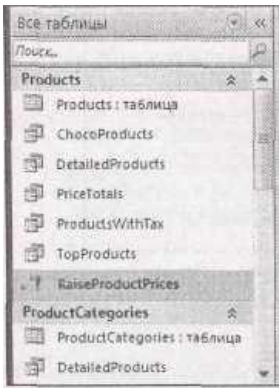 Все таблицы
Поиск...
Products
Products : таблица
ChocoProducts
DetailedProducts
PriceTotals
ProductsWithTax
TopProducts
RaiseProductPrices
ProductCategories
ProductCategories : таблица
DetailedProducts